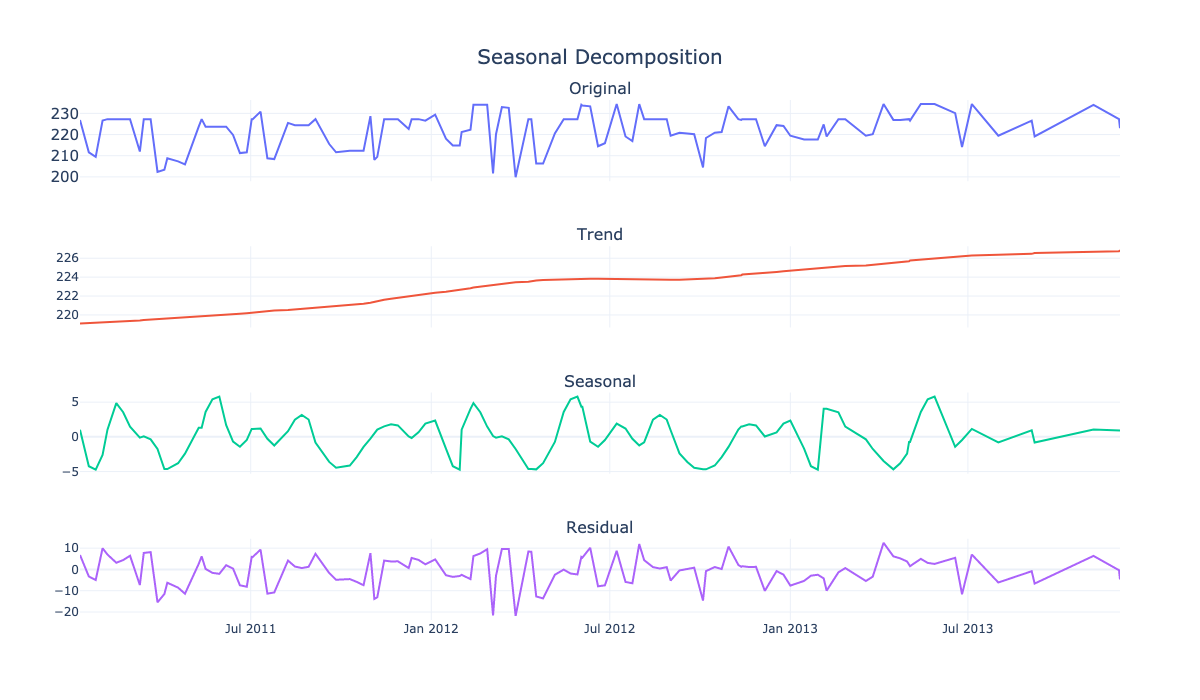 Seasonal Decomposition
Original
230
220
210
200
Trend
226
224
222
220
Seasonal
5
0
−5
Residual
10
0
−10
−20
Jul 2011 Jan 2012 Jul 2012 Jan 2013 Jul 2013